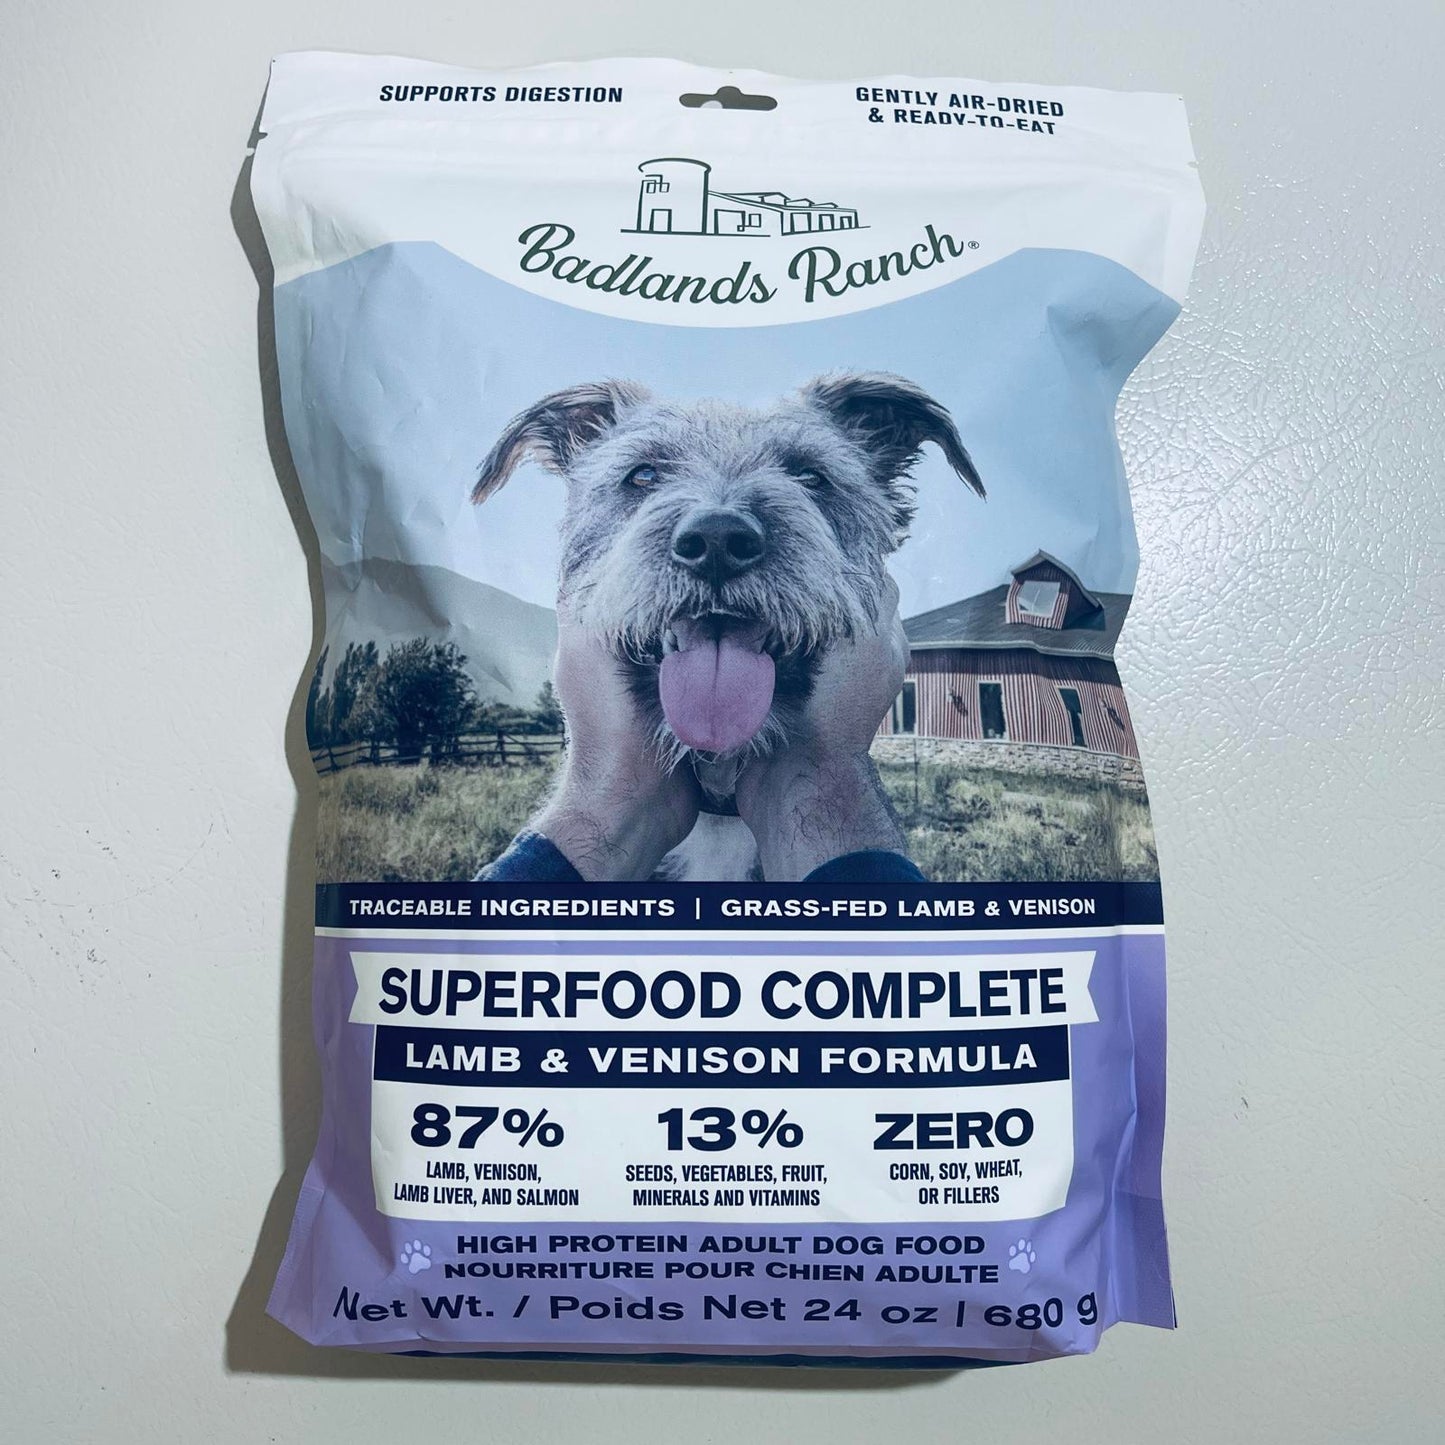 SUPPORTS DIGESTION
GENTLY AIR-DRIED
& READY-TO-EAT
Badlands Ranch®
TRACEABLE INGREDIENTS | GRASS-FED LAMB & VENISON
SUPERFOOD COMPLETE
LAMB & VENISON FORMULA
87%
LAMB, VENISON,
LAMB LIVER, AND SALMON
13%
SEEDS, VEGETABLES, FRUIT,
MINERALS AND VITAMINS
ZERO
CORN, SOY, WHEAT,
OR FILLERS
HIGH PROTEIN ADULT DOG FOOD
NOURRITURE POUR CHIEN ADULTE
Net Wt. / Poids Net 24 oz | 680 g